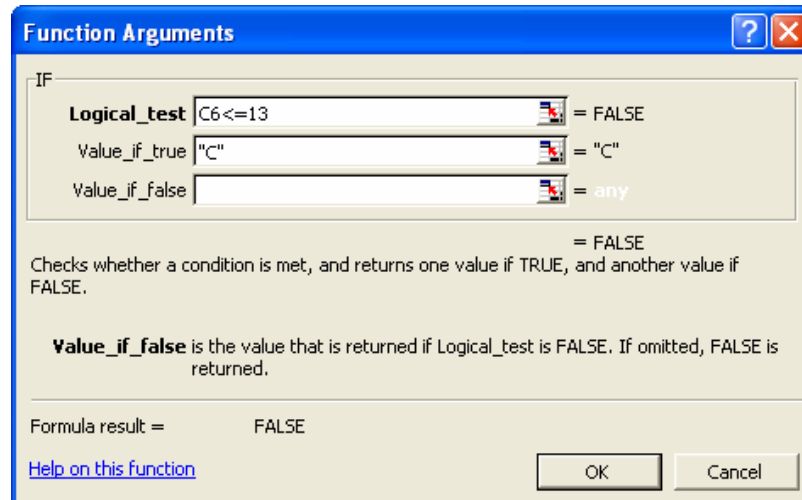 Function Arguments
IF
Logical_test C6<=13 = FALSE
Value_if_true "C" = "C"
Value_if_false = any
= FALSE
Checks whether a condition is met, and returns one value if TRUE, and another value if
FALSE.
Value_if_false is the value that is returned if Logical_test is FALSE. If omitted, FALSE is
returned.
Formula result = FALSE
Help on this function OK Cancel